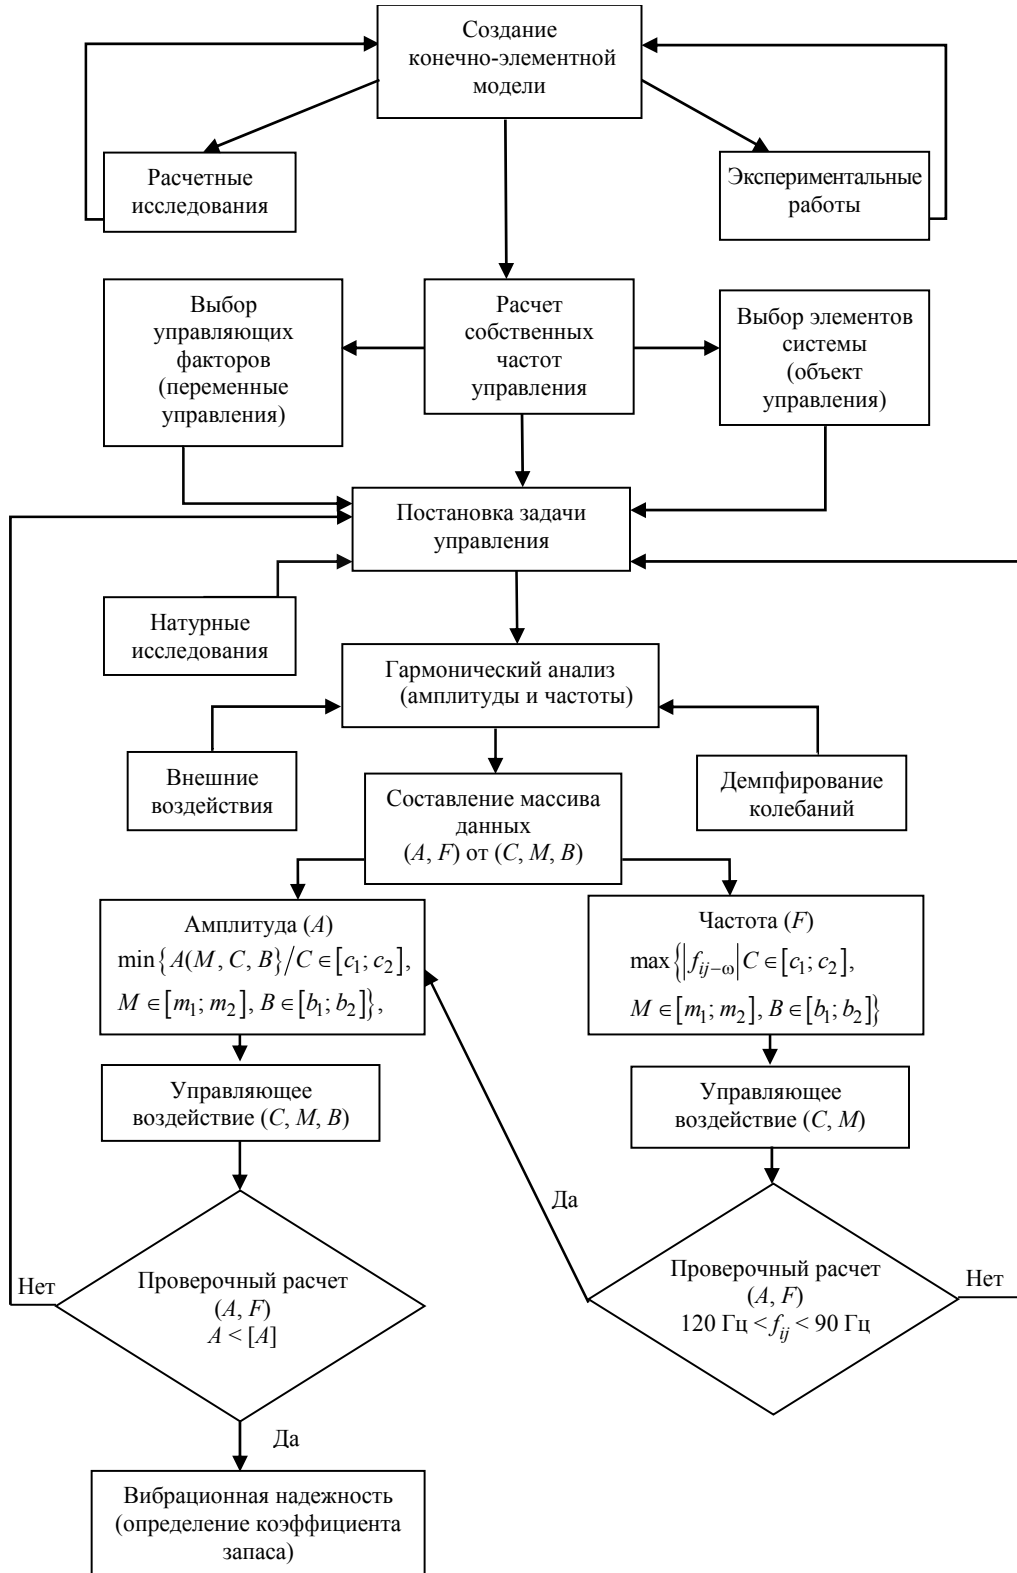 Создание
конечно-элементной
модели
Расчетные
исследования
Экспериментальные
работы
Выбор
управляющих
факторов
(переменные
управления)
Расчет
собственных
частот
управления
Выбор элементов
системы
(объект
управления)
Постановка задачи
управления
Натурные
исследования
Гармонический анализ
(амплитуды и частоты)
Внешние
воздействия
Демпфирование
колебаний
Составление массива
данных
(A, F) от (C, M, B)
Амплитуда (A)
min{A(M, C, B}/C ∈ [c₁; c₂],
M ∈ [m₁; m₂], B ∈ [b₁; b₂]},
Частота (F)
max{|f_{ij−ω}| C ∈ [c₁; c₂],
M ∈ [m₁; m₂], B ∈ [b₁; b₂]}
Управляющее
воздействие (C, M, B)
Управляющее
воздействие (C, M)
Да
Нет
Проверочный расчет
(A, F)
A < [A]
Проверочный расчет
(A, F)
120 Гц < f_{ij} < 90 Гц
Нет
Да
Вибрационная надежность
(определение коэффициента
запаса)